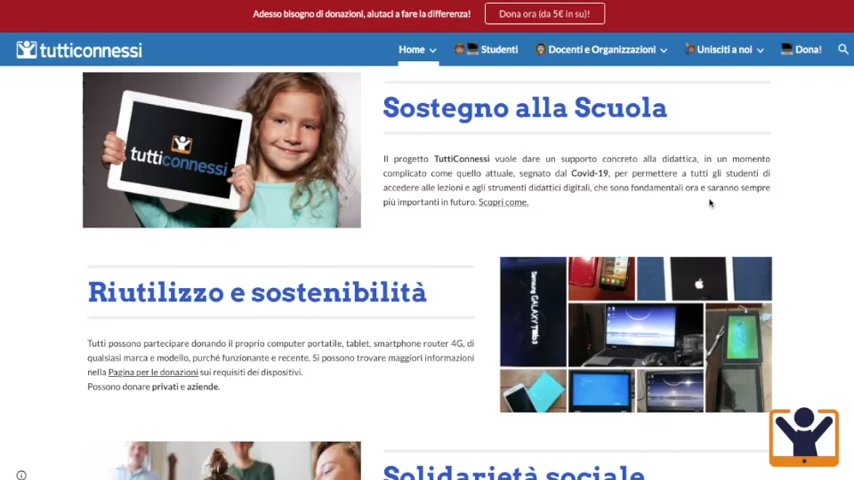 Adesso bisogno di donazioni, aiutaci a fare la differenza!
Dona ora (da 5€ in su)!
tutticonnessi
Home
Studenti
Docenti e Organizzazioni
Unisciti a noi
Dona!
tutticonnessi
Sostegno alla Scuola
Il progetto TuttiConnessi vuole dare un supporto concreto alla didattica, in un momento
complicato come quello attuale, segnato dal Covid-19, per permettere a tutti gli studenti di
accedere alle lezioni e agli strumenti didattici digitali, che sono fondamentali ora e saranno sempre
più importanti in futuro. Scopri come.
Riutilizzo e sostenibilità
Tutti possono partecipare donando il proprio computer portatile, tablet, smartphone router 4G, di
qualsiasi marca e modello, purché funzionante e recente. Si possono trovare maggiori informazioni
nella Pagina per le donazioni sui requisiti dei dispositivi.
Possono donare privati e aziende.
Samsung GALAXY Tab 3
Solidarietà sociale